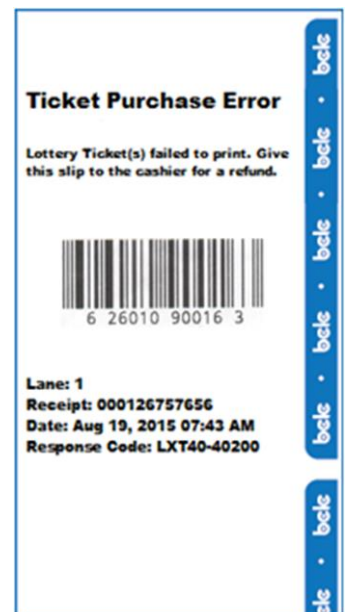 Ticket Purchase Error
Lottery Ticket(s) failed to print. Give
this slip to the cashier for a refund.
6 26010 90016 3
Lane: 1
Receipt: 000126757656
Date: Aug 19, 2015 07:43 AM
Response Code: LXT40-40200
bclc • bclc • bclc • bclc • bclc
bclc • bclc